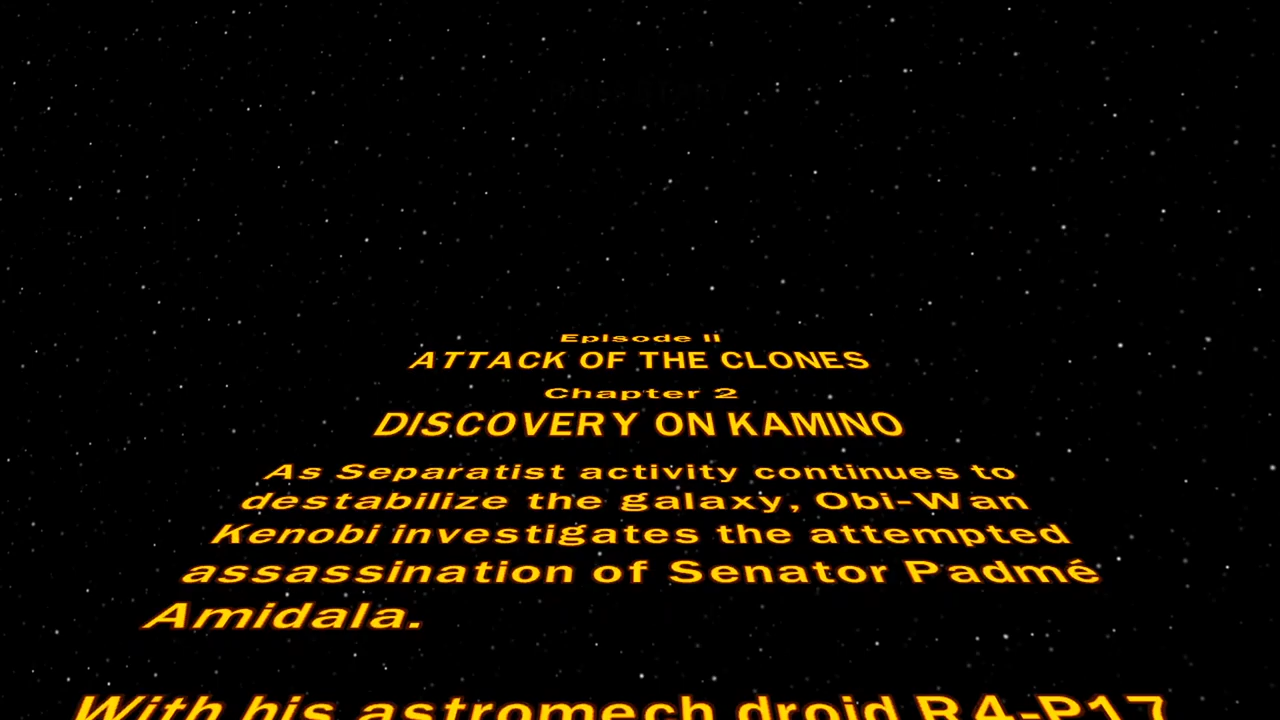 Episode II
ATTACK OF THE CLONES
Chapter 2
DISCOVERY ON KAMINO
As Separatist activity continues to
destabilize the galaxy, Obi-Wan
Kenobi investigates the attempted
assassination of Senator Padmé
Amidala.
With his astromech droid R4-P17